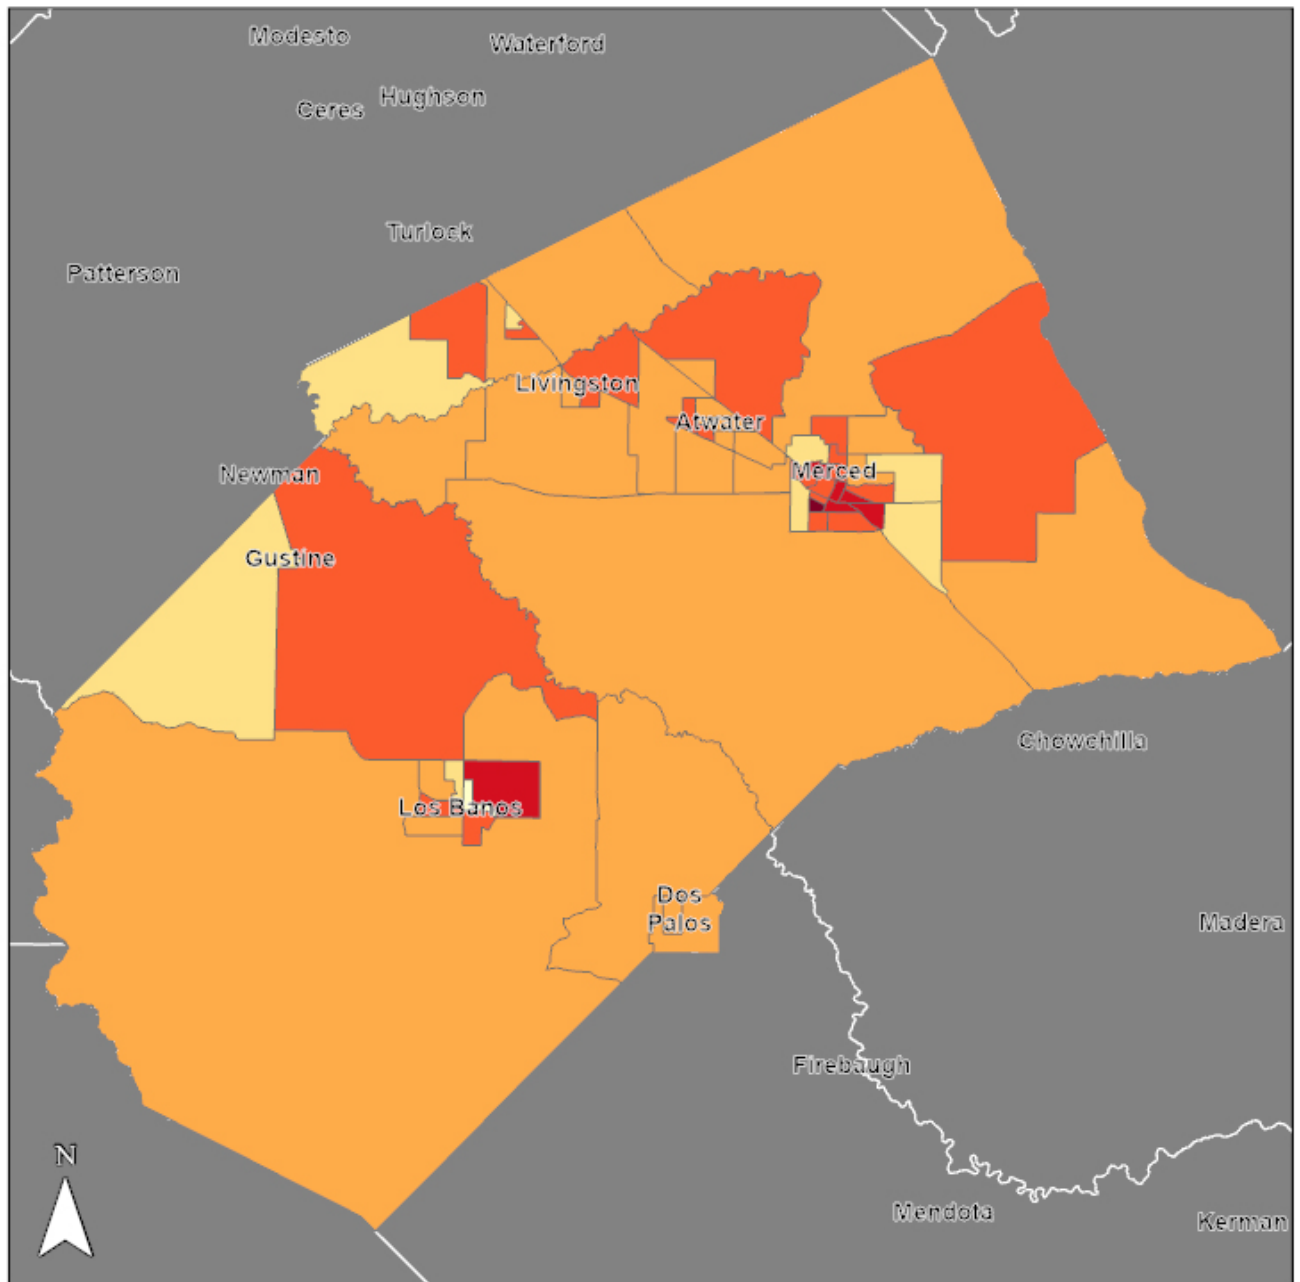 Modesto
Waterford
Ceres
Hughson
Turlock
Patterson
Livingston
Atwater
Newman
Merced
Gustine
Chowchilla
Los Banos
Dos
Palos
Madera
Firebaugh
N
Mendota
Kerman